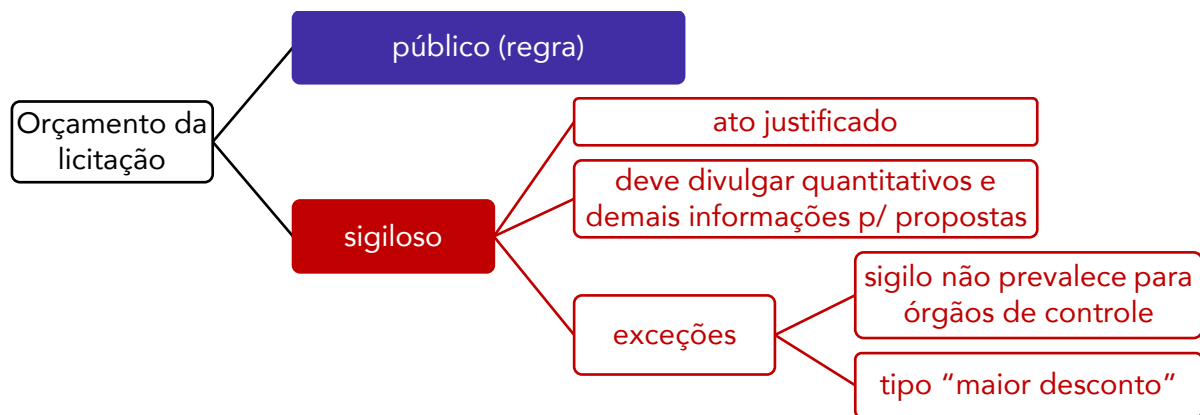 público (regra)
Orçamento da
licitação
ato justificado
deve divulgar quantitativos e
demais informações p/ propostas
sigiloso
sigilo não prevalece para
órgãos de controle
exceções
tipo “maior desconto”